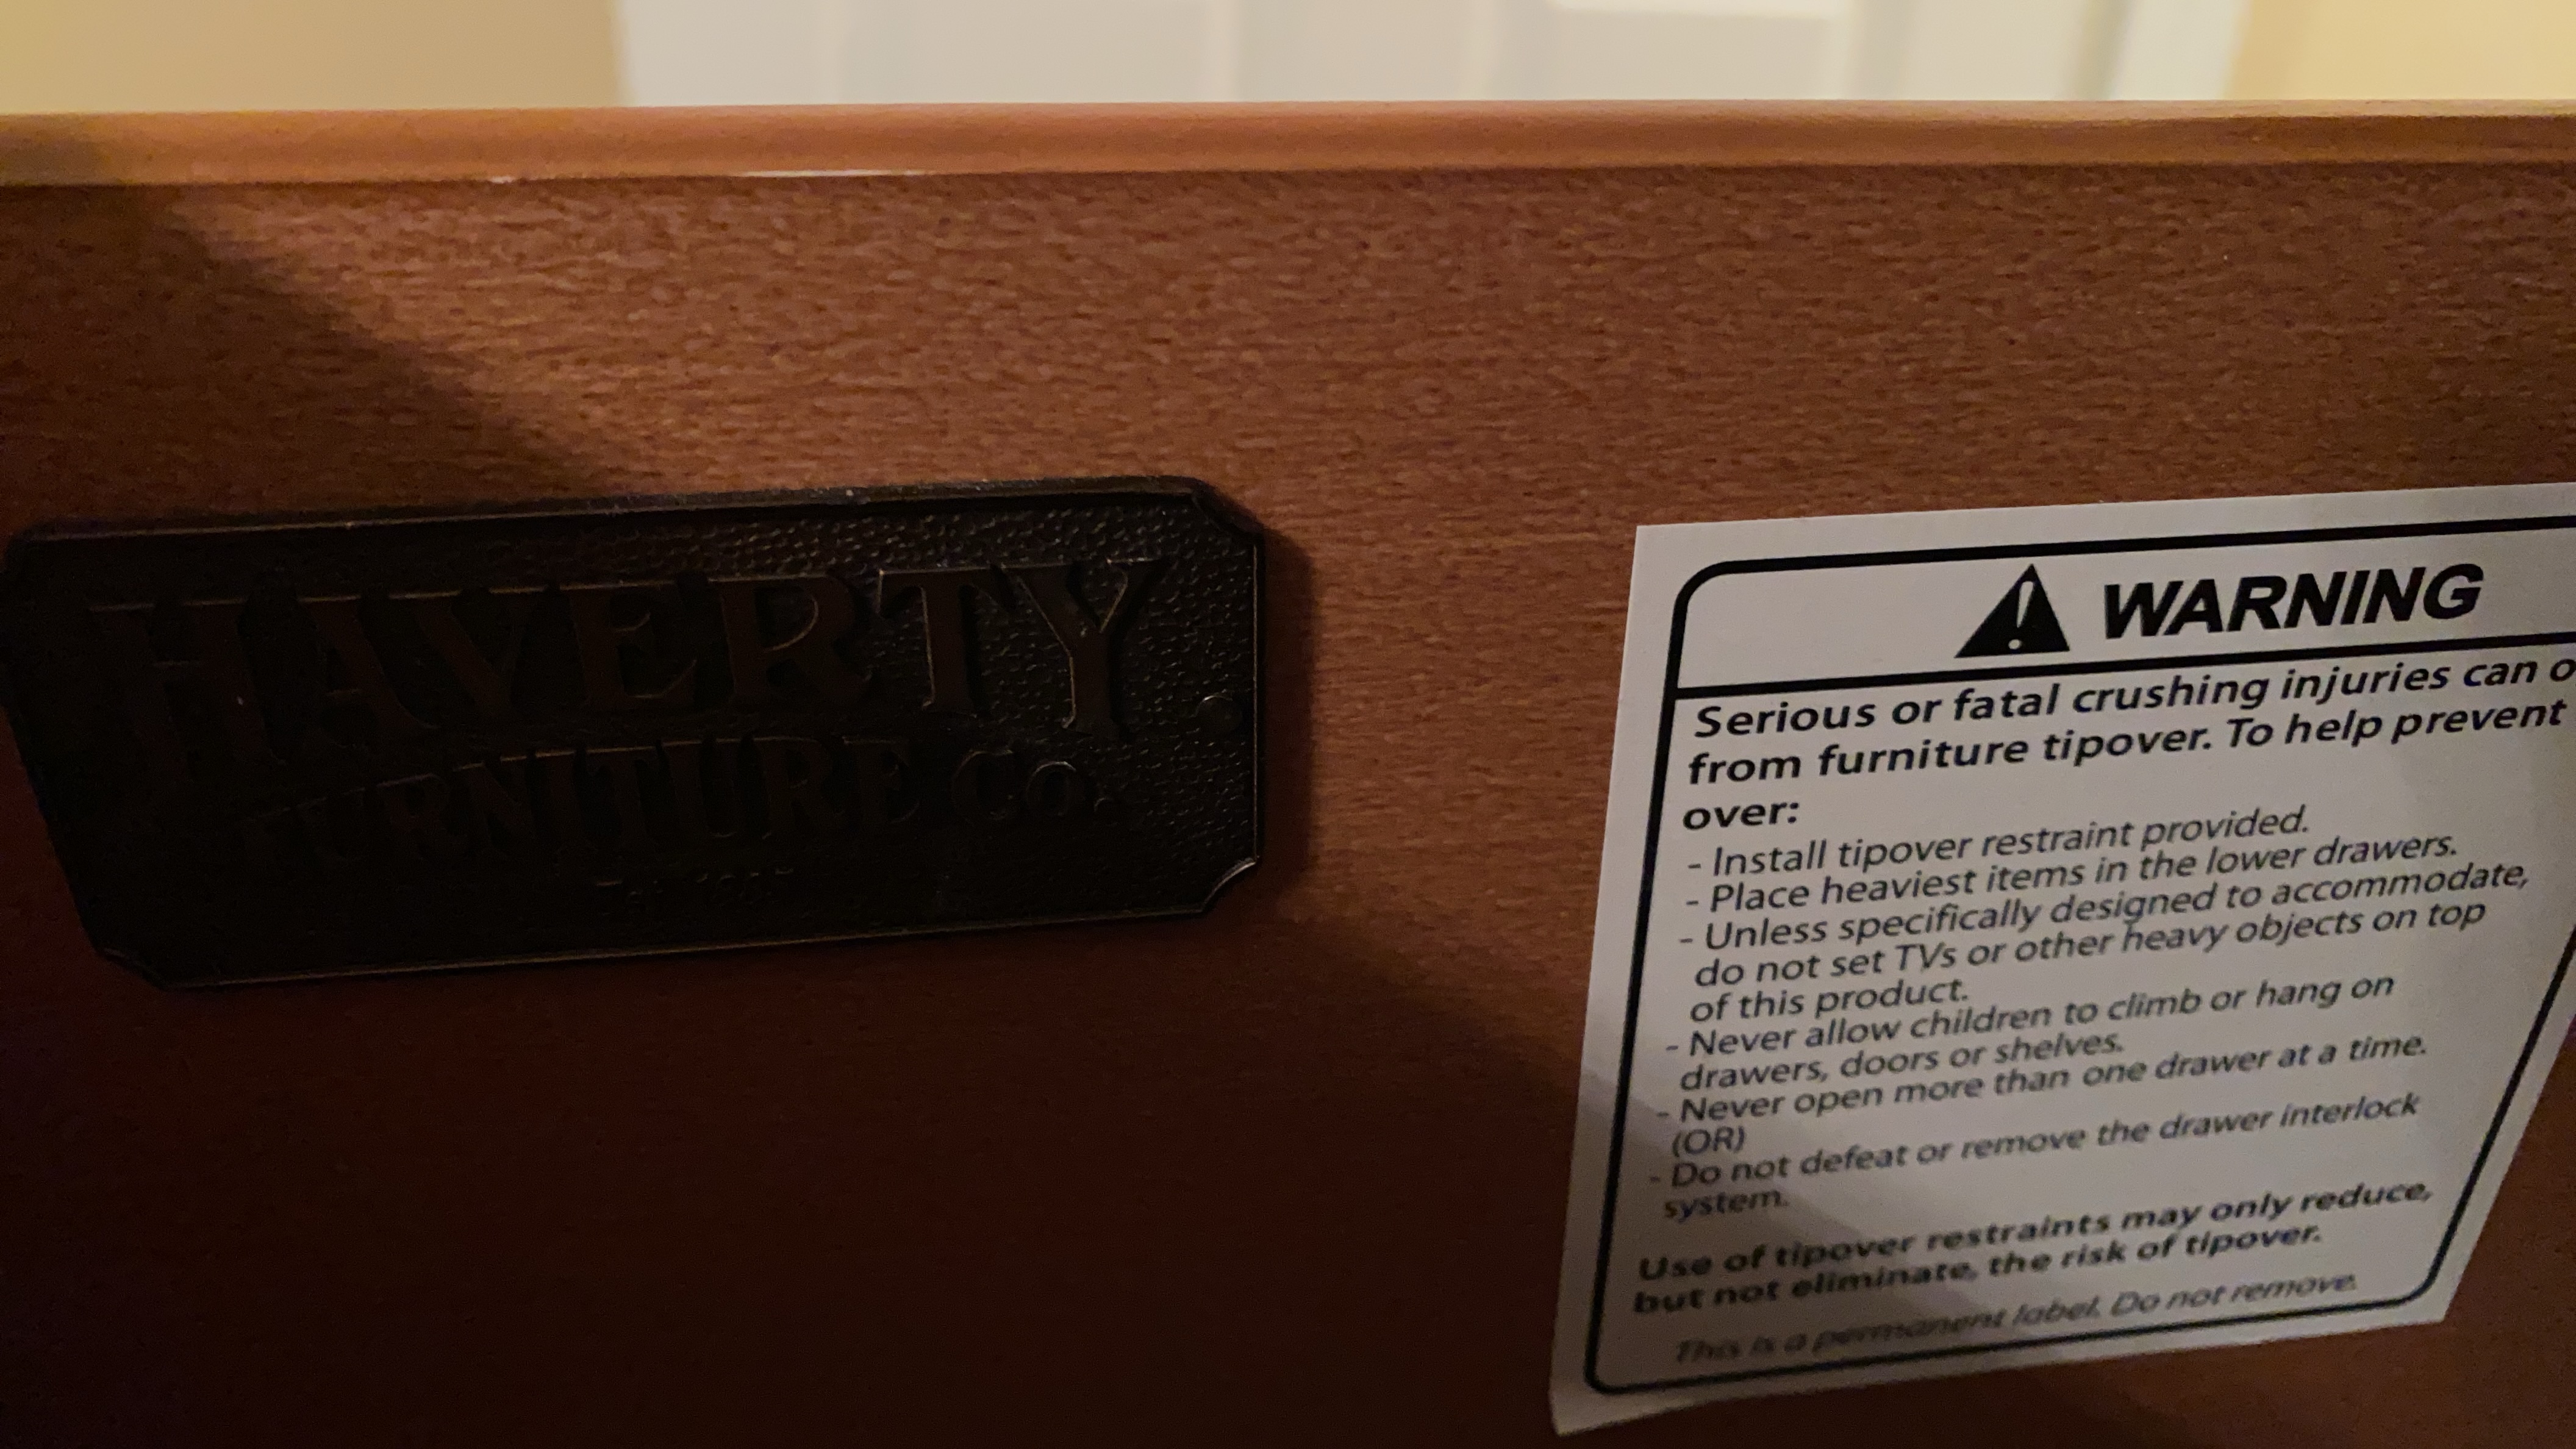 HAVERTY
FURNITURE CO.
WARNING
Serious or fatal crushing injuries can
from furniture tipover. To help prevent
over:
- Install tipover restraint provided.
- Place heaviest items in the lower drawers.
- Unless specifically designed to accommodate,
do not set TVs or other heavy objects on top
of this product.
- Never allow children to climb or hang on
drawers, doors or shelves.
- Never open more than one drawer at a time.
(OR)
- Do not defeat or remove the drawer interlock
system.
Use of tipover restraints may only reduce,
but not eliminate, the risk of tipover.
This is a permanent label. Do not remove.